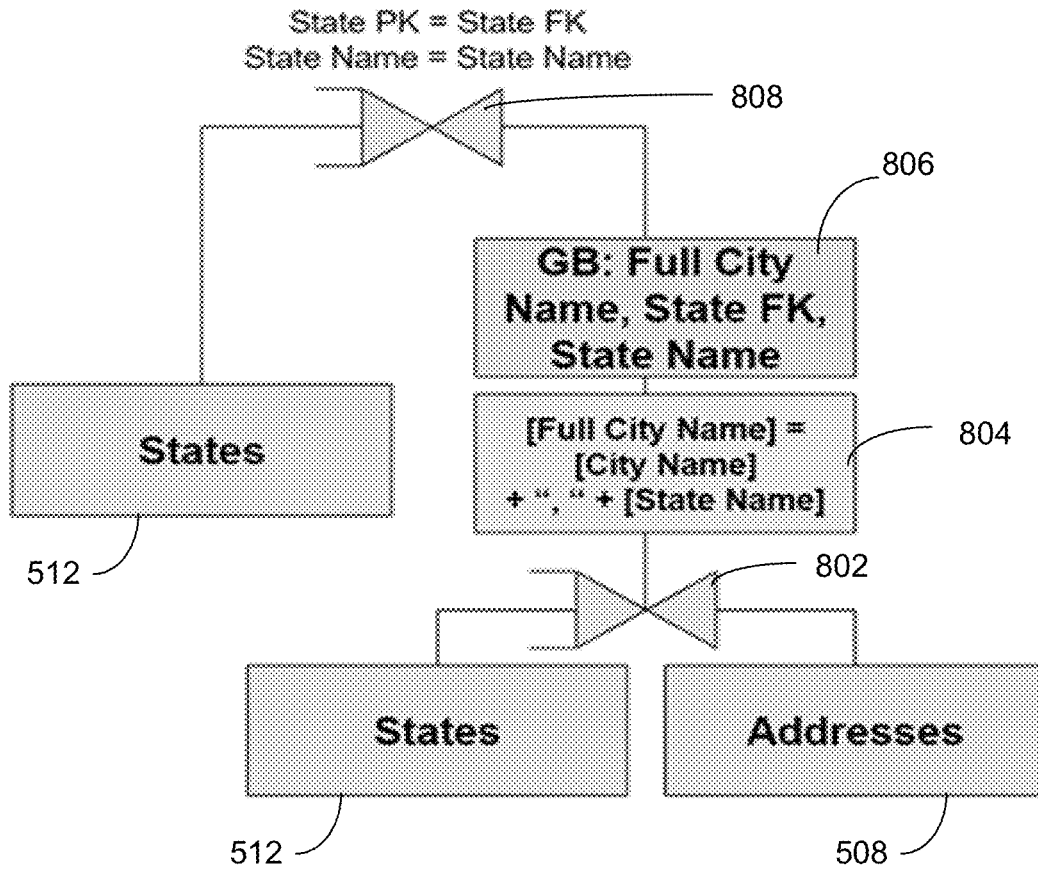 State PK = State FK
State Name = State Name
808
806
GB: Full City
Name, State FK,
State Name
States
[Full City Name] =
[City Name]
+ “, “ + [State Name]
804
512
802
States
Addresses
512
508